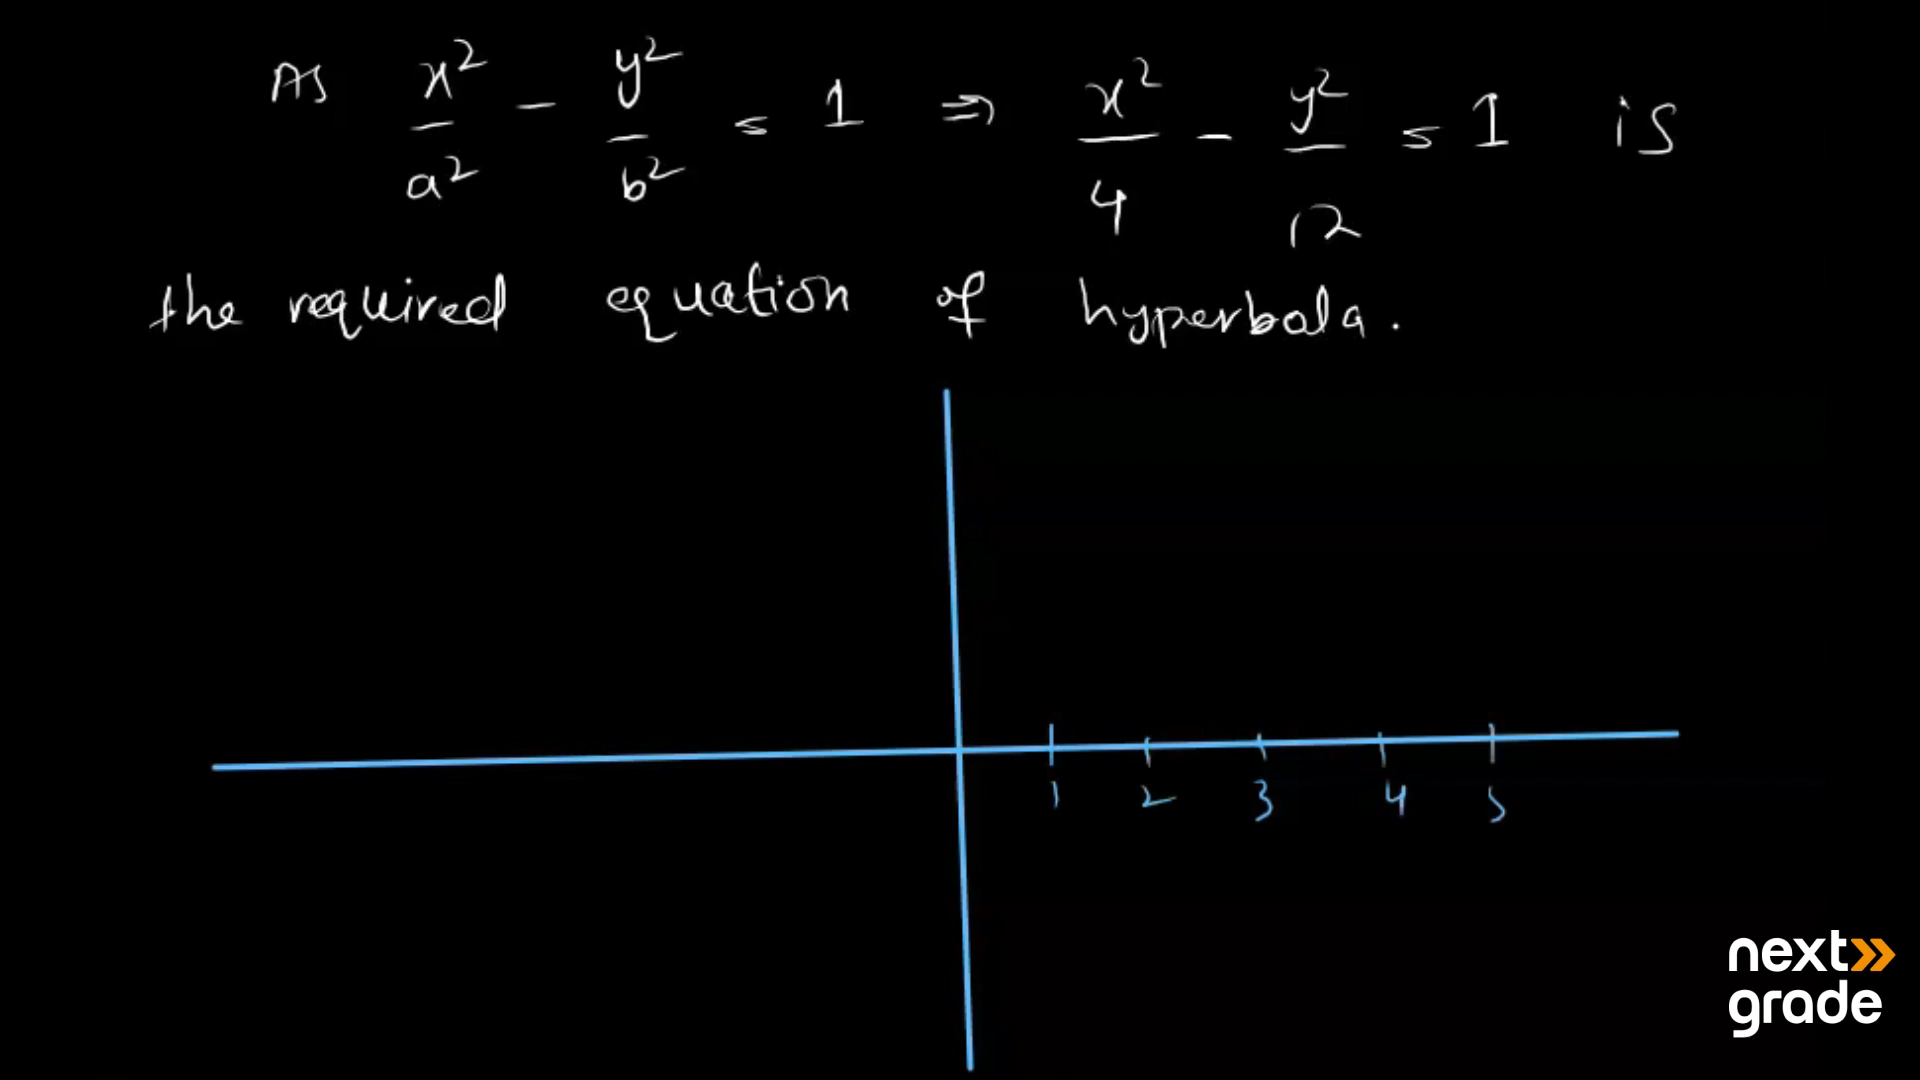 As x²/a² - y²/b² = 1 ⇒ x²/4 - y²/12 = 1 is
the required equation of hyperbola.
1 2 3 4 5
next
grade